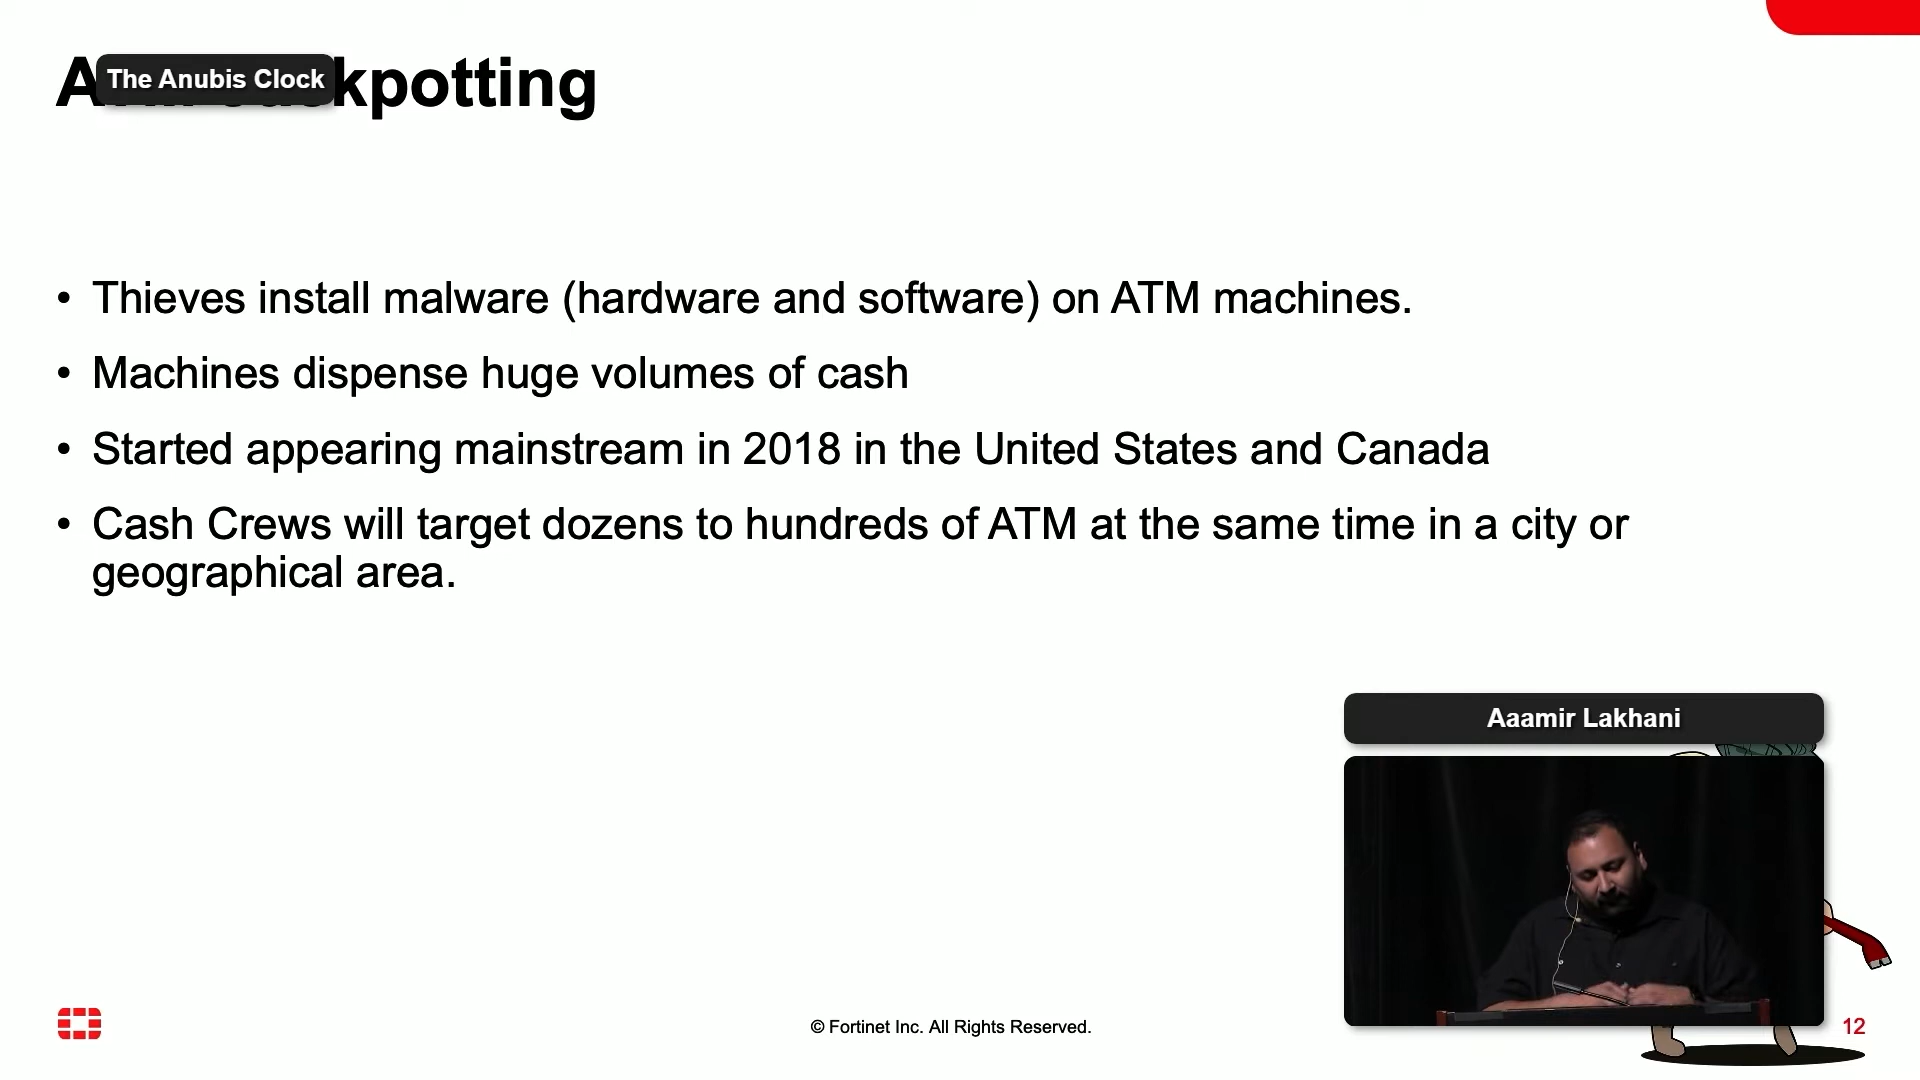 The Anubis Clock
kpotting
• Thieves install malware (hardware and software) on ATM machines.
• Machines dispense huge volumes of cash
• Started appearing mainstream in 2018 in the United States and Canada
• Cash Crews will target dozens to hundreds of ATM at the same time in a city or
geographical area.
Aaamir Lakhani
© Fortinet Inc. All Rights Reserved.
12